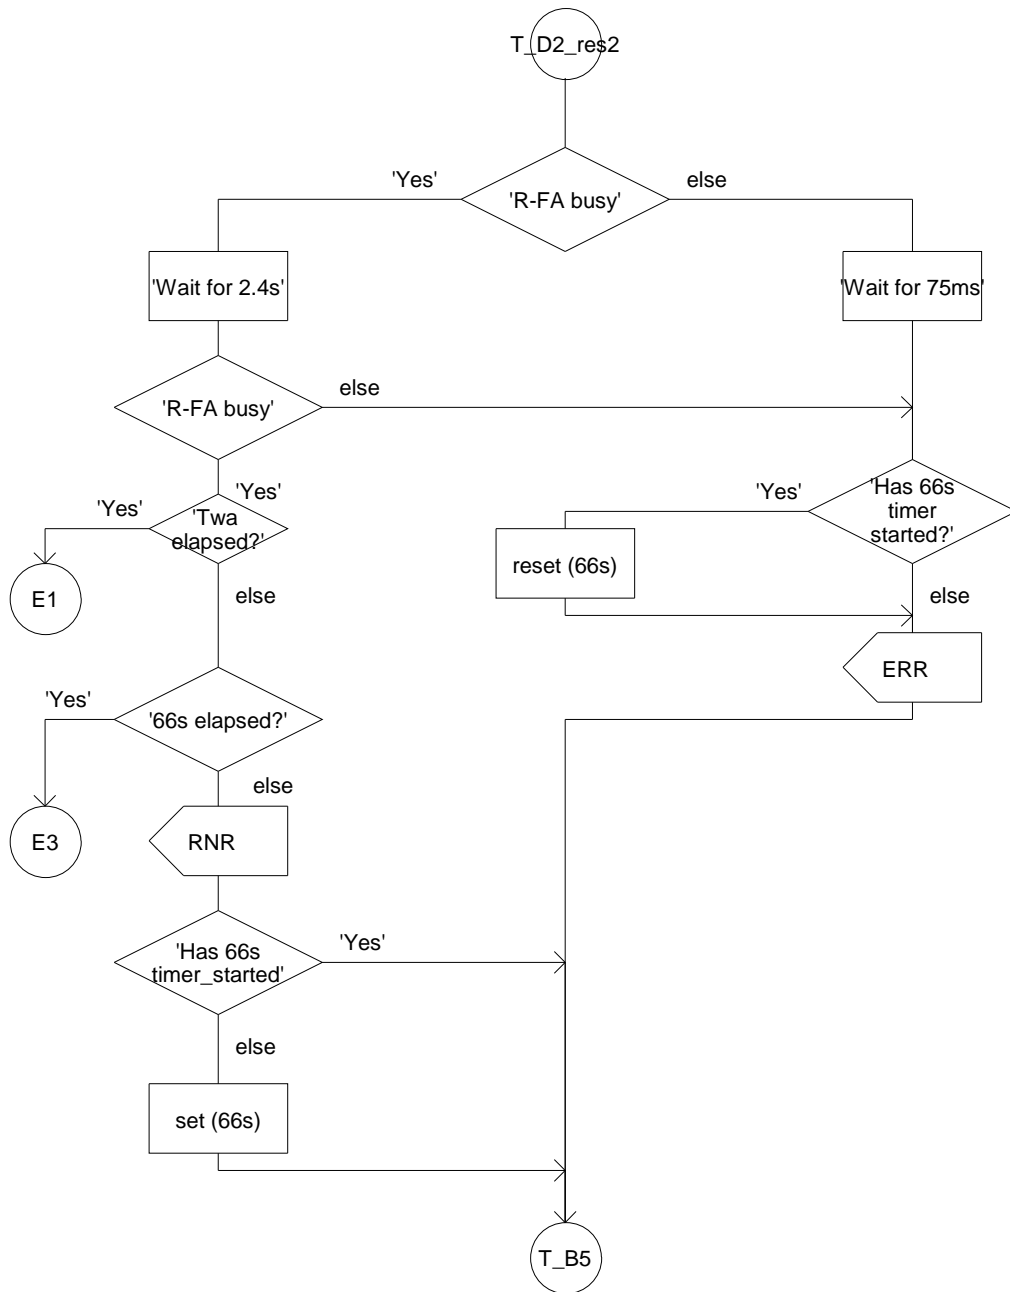 T_D2_res2
'Yes'
'R-FA busy'
else
'Wait for 2.4s'
'Wait for 75ms'
'R-FA busy'
else
'Yes'
'Yes'
'Twa
elapsed?'
E1
else
'Yes'
'Has 66s
timer
started?'
reset (66s)
else
ERR
'Yes'
'66s elapsed?'
else
E3
RNR
'Has 66s
timer_started'
'Yes'
else
set (66s)
T_B5